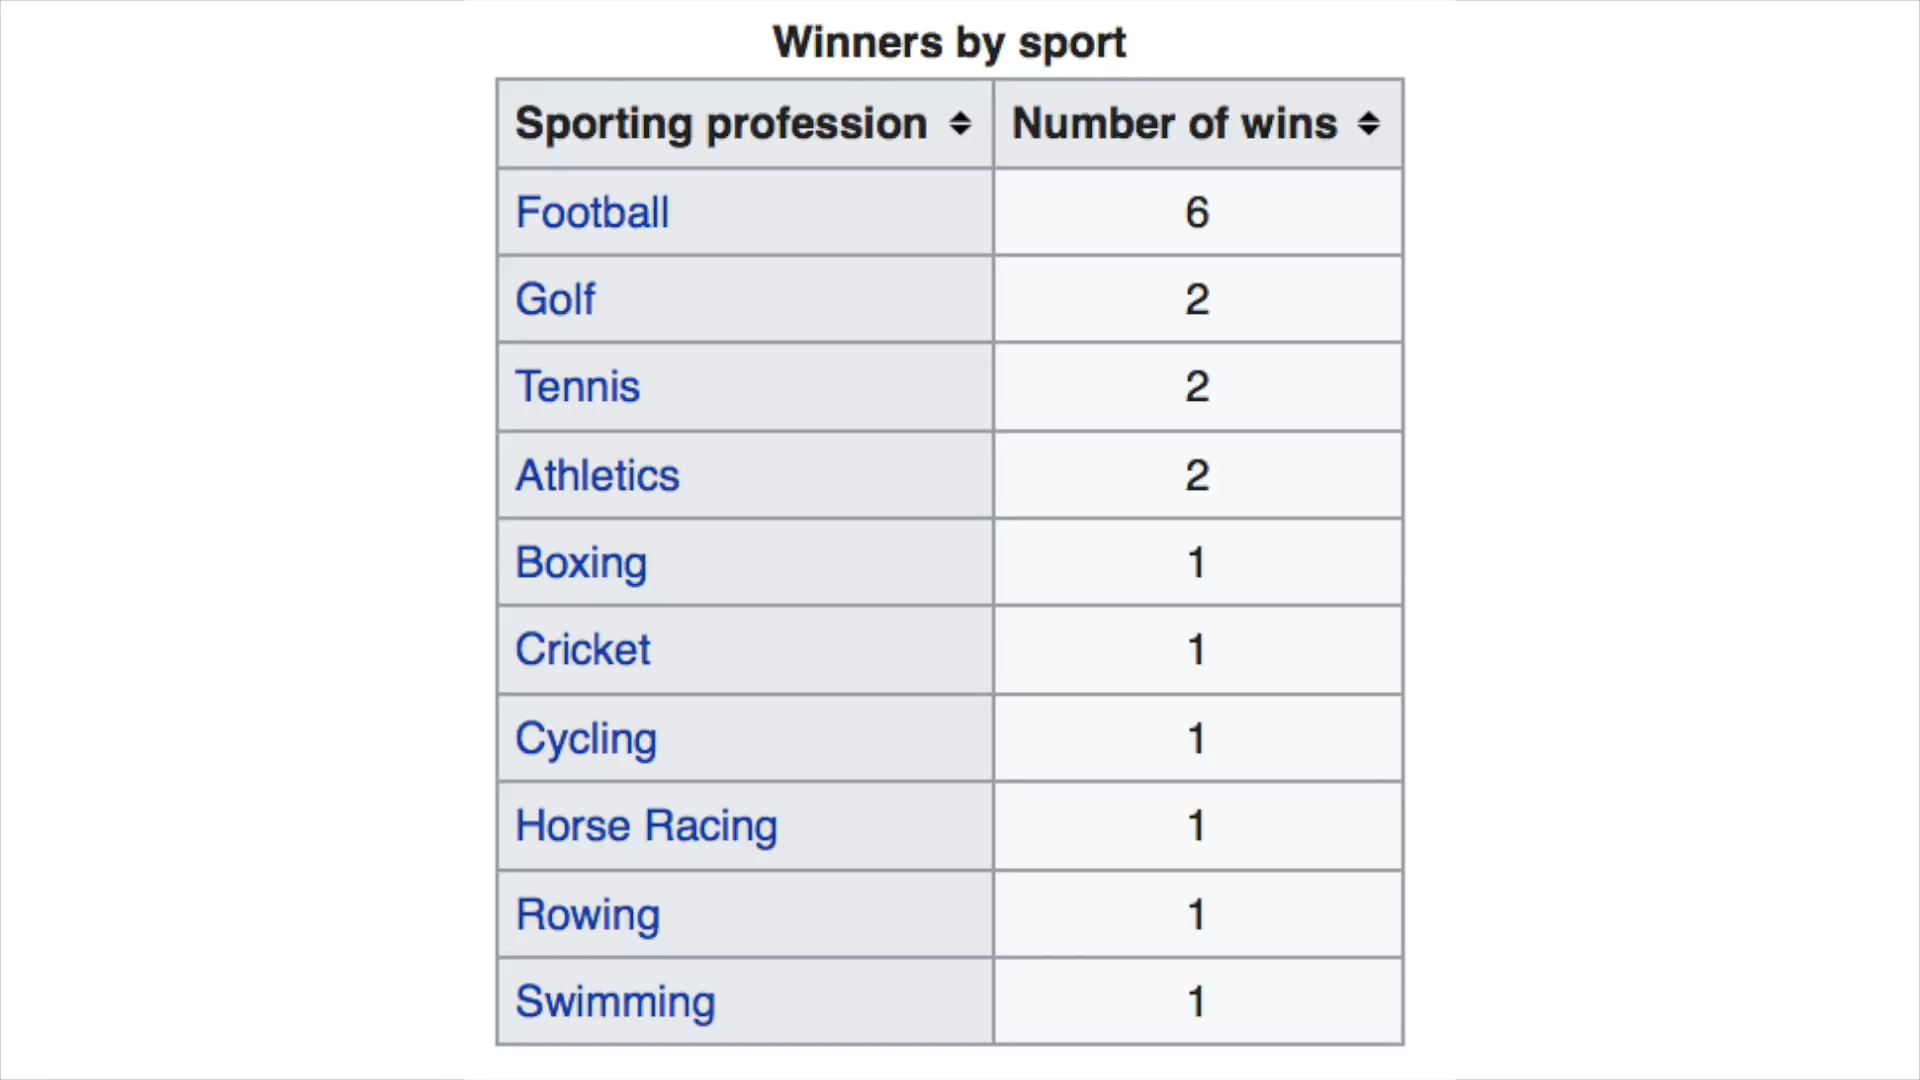 Winners by sport
Sporting profession Number of wins
Football 6
Golf 2
Tennis 2
Athletics 2
Boxing 1
Cricket 1
Cycling 1
Horse Racing 1
Rowing 1
Swimming 1